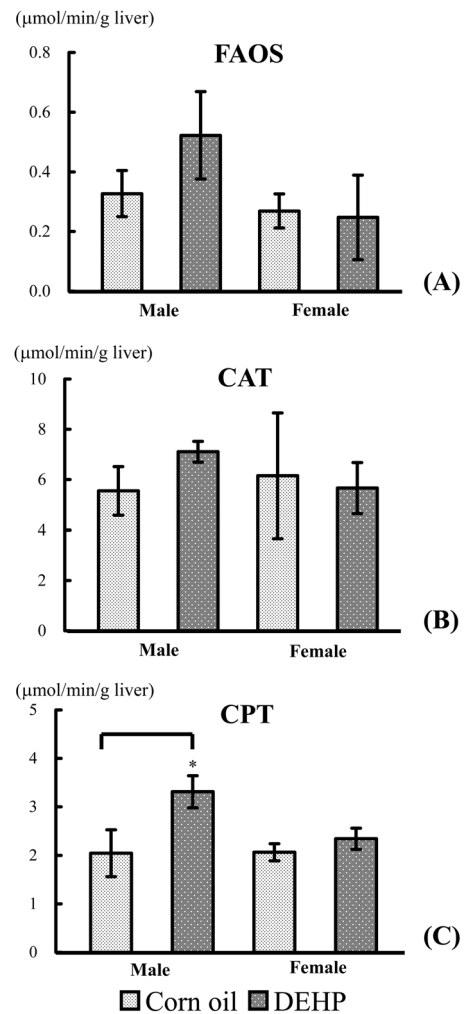 (μmol/min/g liver)
FAOS
0.8
0.6
0.4
0.2
0.0
Male Female
(A)
(μmol/min/g liver)
CAT
10
8
6
4
2
0
Male Female
(B)
(μmol/min/g liver)
CPT
5
4
3
2
1
0
*
Male Female
(C)
Corn oil DEHP